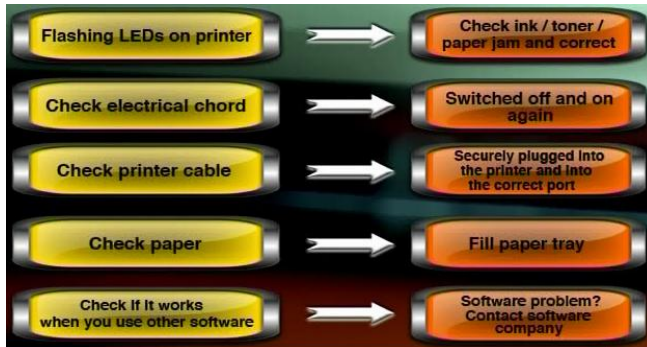 Flashing LEDs on printer
Check ink / toner /
paper jam and correct
Check electrical chord
Switched off and on
again
Check printer cable
Securely plugged into
the printer and into
the correct port
Check paper
Fill paper tray
Check if it works
when you use other software
Software problem?
Contact software
company